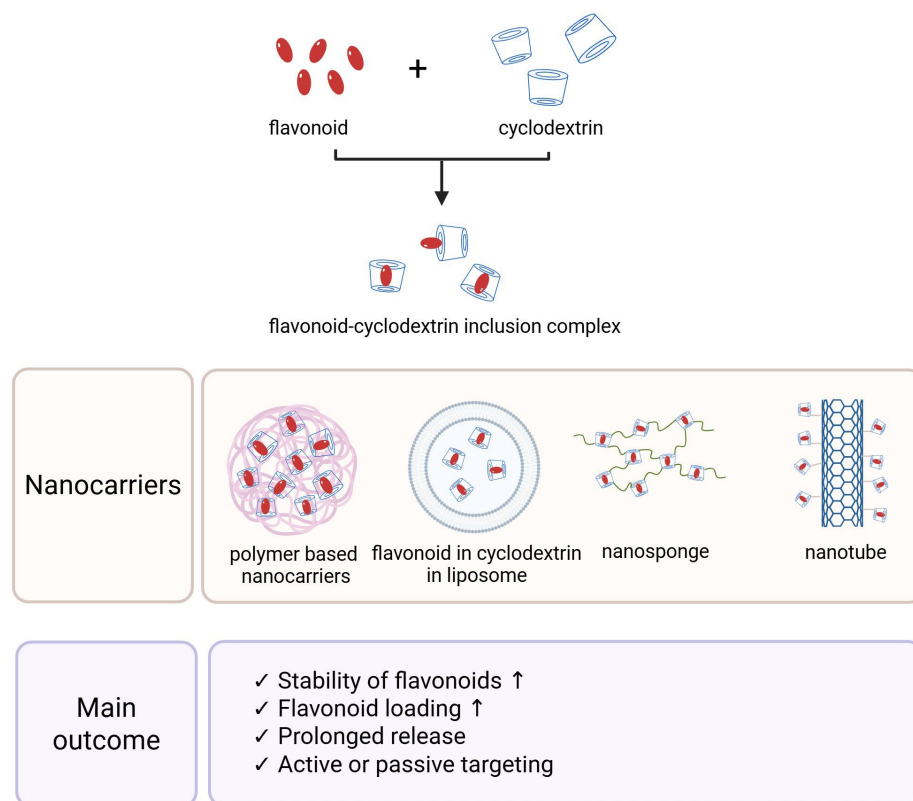 +
flavonoid
cyclodextrin
flavonoid-cyclodextrin inclusion complex
Nanocarriers
polymer based
nanocarriers
flavonoid in cyclodextrin
in liposome
nanosponge
nanotube
Main
outcome
✓ Stability of flavonoids ↑
✓ Flavonoid loading ↑
✓ Prolonged release
✓ Active or passive targeting